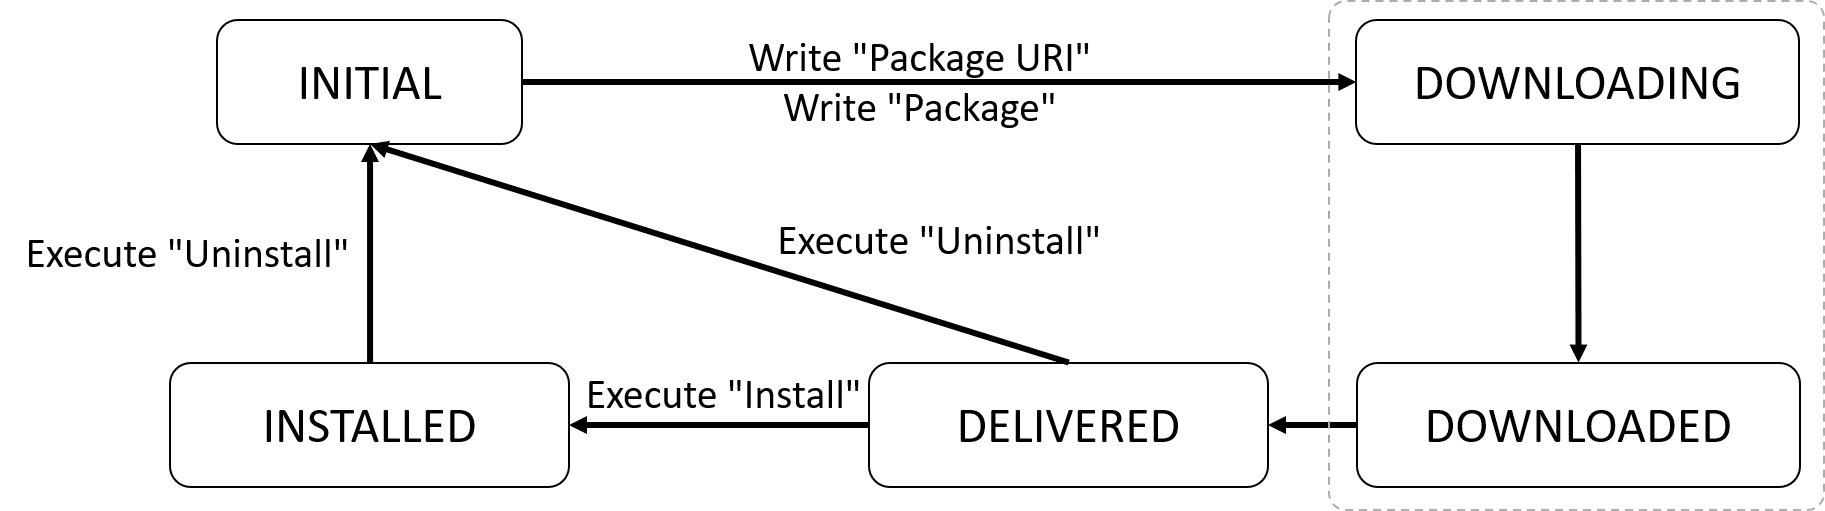 INITIAL
Write "Package URI"
Write "Package"
DOWNLOADING
Execute "Uninstall"
Execute "Uninstall"
INSTALLED
Execute "Install"
DELIVERED
DOWNLOADED